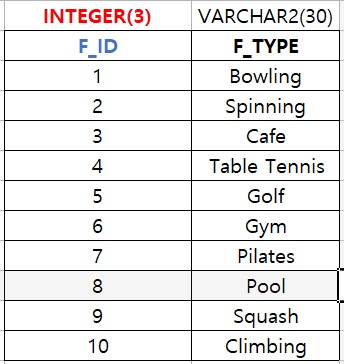 INTEGER(3) VARCHAR2(30)
F_ID F_TYPE
1 Bowling
2 Spinning
3 Cafe
4 Table Tennis
5 Golf
6 Gym
7 Pilates
8 Pool
9 Squash
10 Climbing